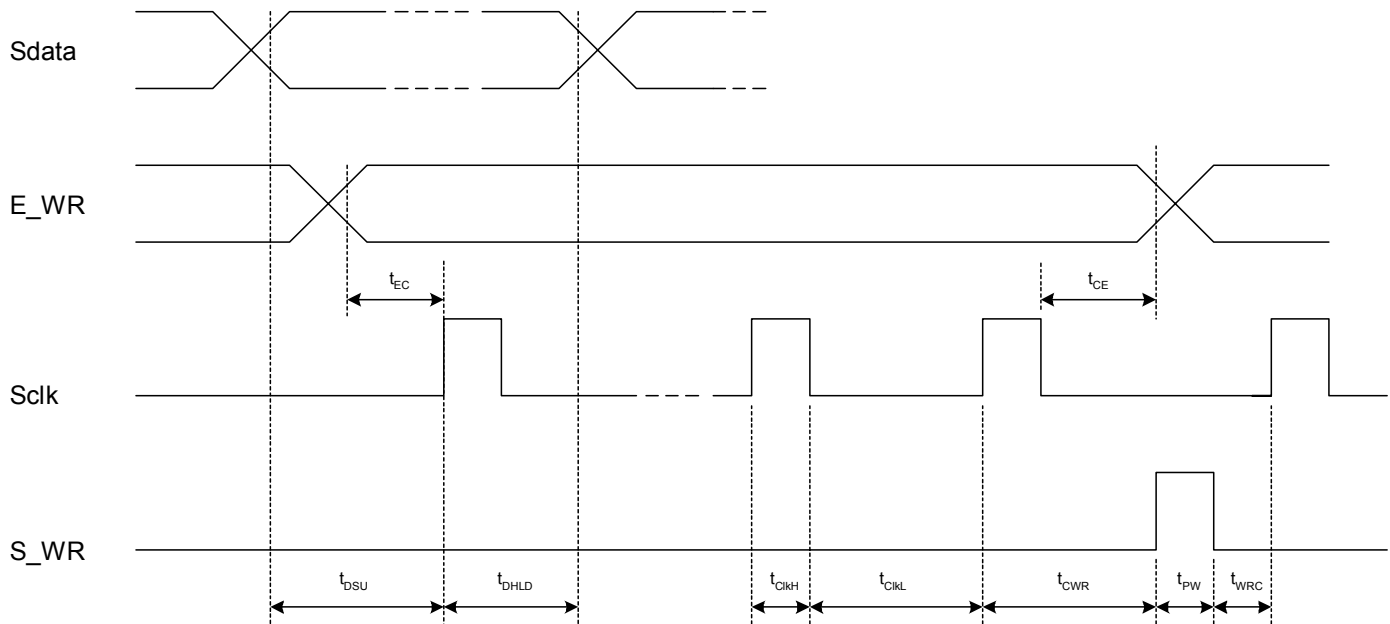 Sdata
E_WR
tEC
tCE
Sclk
S_WR
tDSU
tDHLD
tClkH
tClkL
tCWR
tPW
tWRC